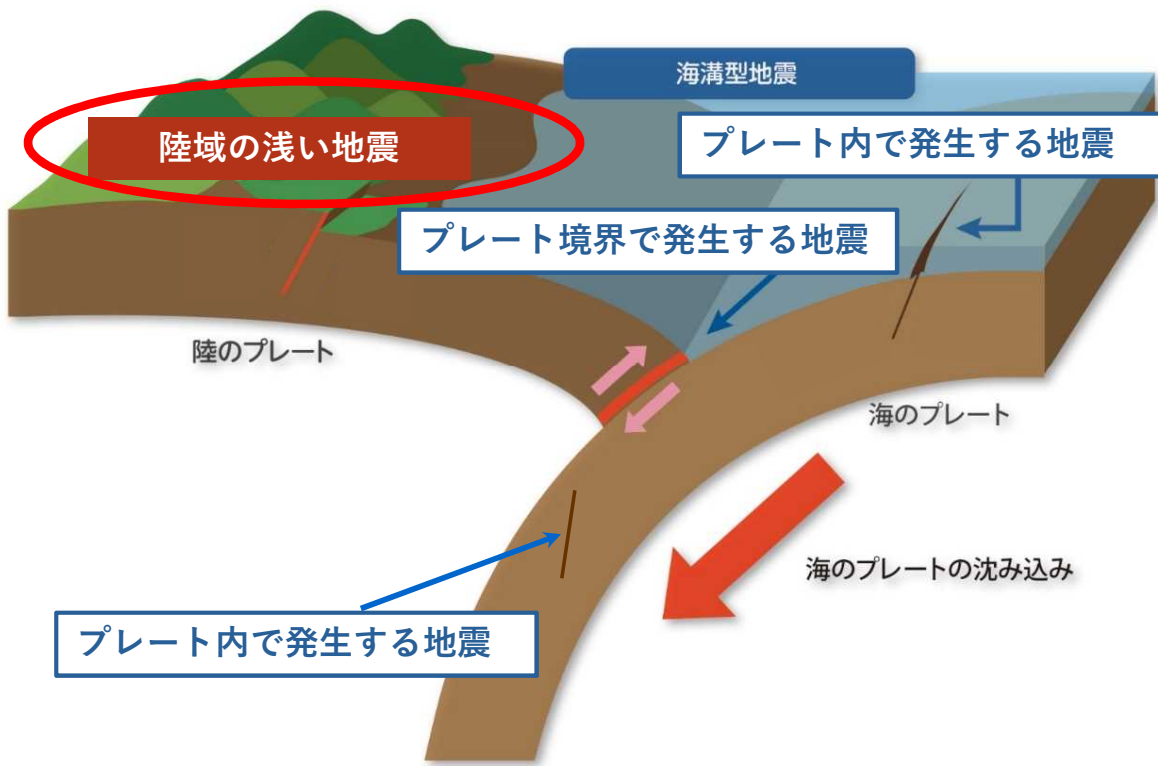 海溝型地震
陸域の浅い地震
プレート内で発生する地震
プレート境界で発生する地震
陸のプレート
海のプレート
海のプレートの沈み込み
プレート内で発生する地震